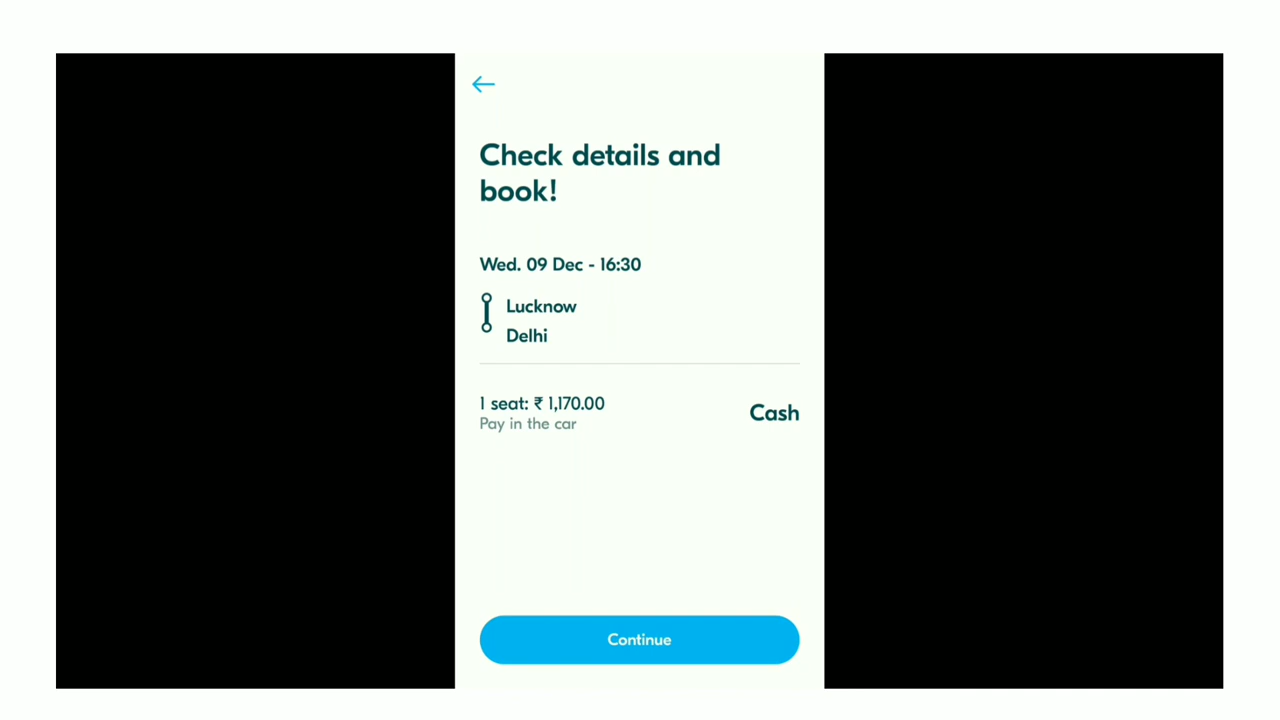 Check details and
book!
Wed. 09 Dec - 16:30
Lucknow
Delhi
1 seat: ₹ 1,170.00
Cash
Pay in the car
Continue